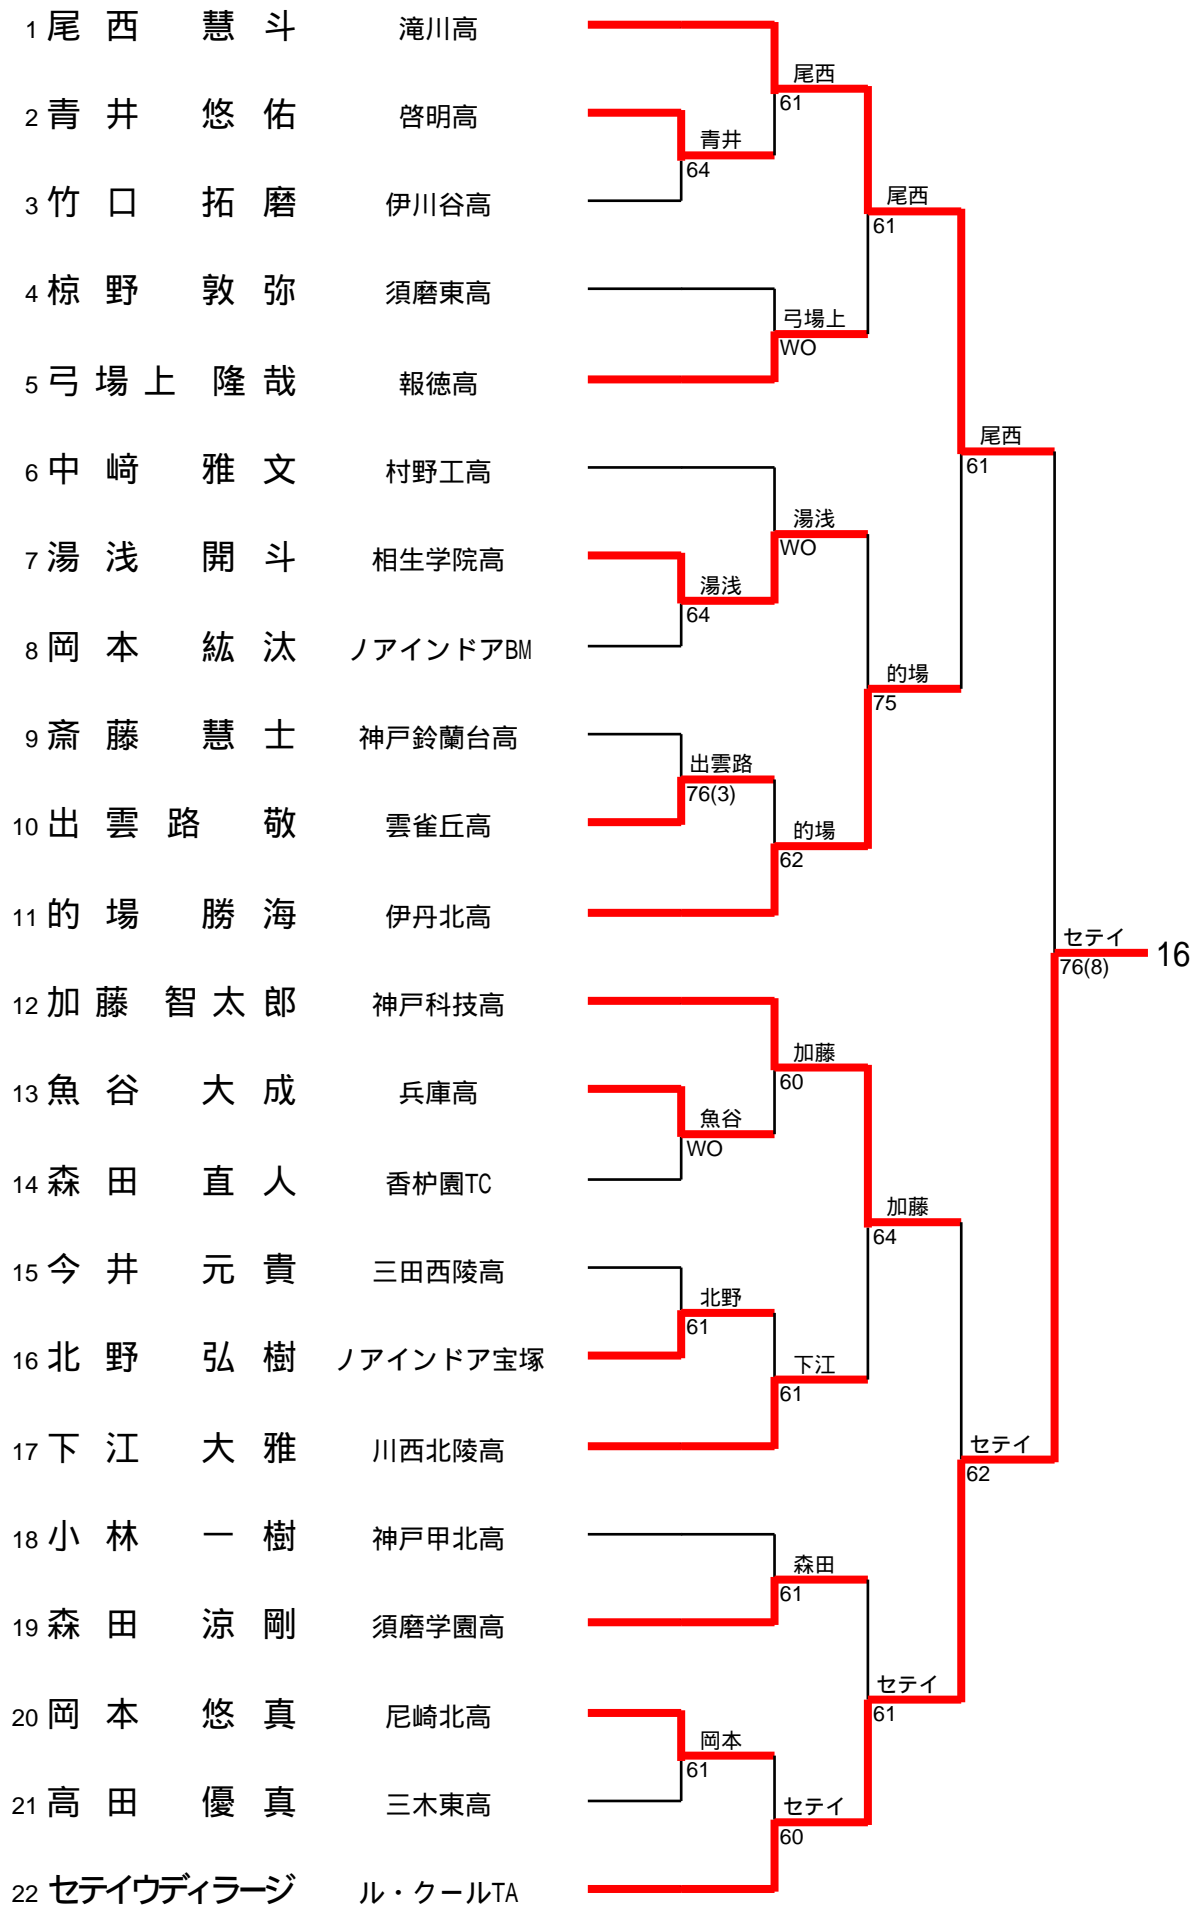 1 尾西 慧斗 滝川高
尾西
61
2 青井 悠佑 啓明高
青井
64
3 竹口 拓磨 伊川谷高
尾西
61
4 椋野 敦弥 須磨東高
弓場上
WO
5 弓場上 隆哉 報徳高
尾西
61
6 中﨑 雅文 村野工高
湯浅
WO
7 湯浅 開斗 相生学院高
湯浅
64
8 岡本 紘汰 ノアインドアBM
的場
75
9 斎藤 慧士 神戸鈴蘭台高
出雲路
76(3)
10 出雲路 敬 雲雀丘高
的場
62
11 的場 勝海 伊丹北高
セテイ
76(8)
16
12 加藤 智太郎 神戸科技高
加藤
60
13 魚谷 大成 兵庫高
魚谷
WO
14 森田 直人 香枦園TC
加藤
64
15 今井 元貴 三田西陵高
北野
61
16 北野 弘樹 ノアインドア宝塚
下江
61
17 下江 大雅 川西北陵高
セテイ
62
18 小林 一樹 神戸甲北高
森田
61
19 森田 涼剛 須磨学園高
セテイ
61
20 岡本 悠真 尼崎北高
岡本
61
21 高田 優真 三木東高
セテイ
60
22 セテイウディラージ ル・クールTA